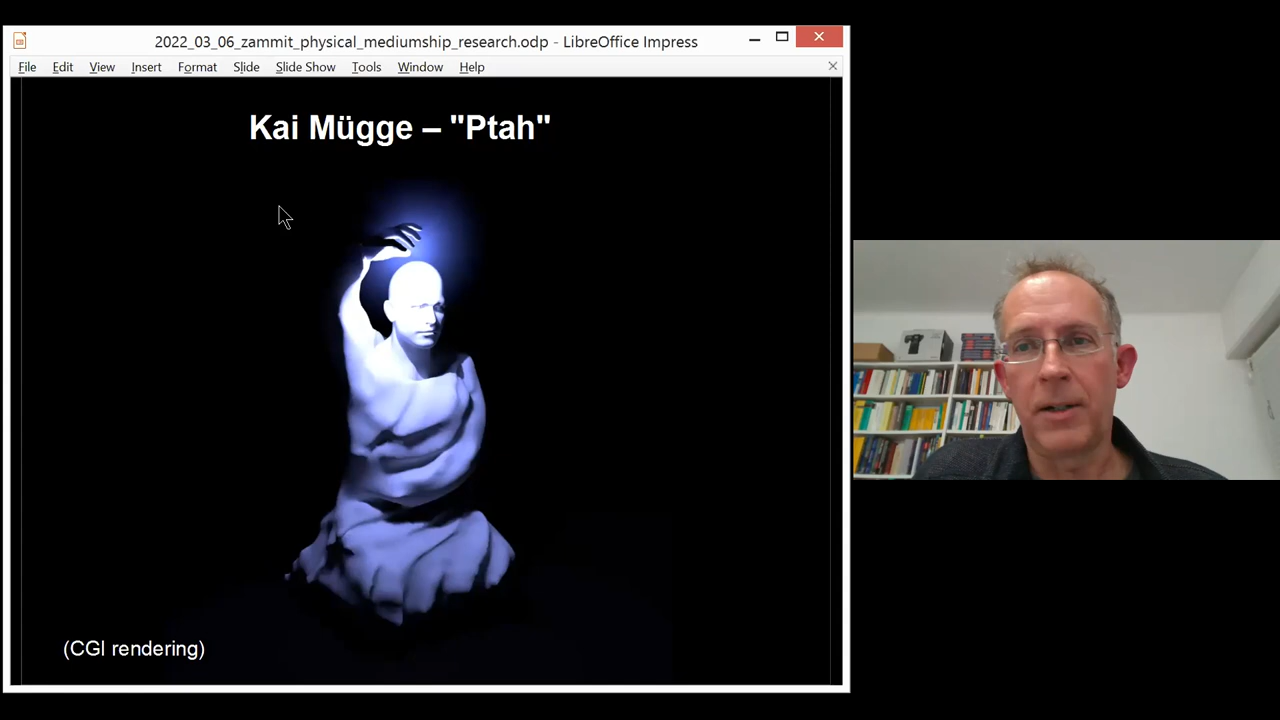 2022_03_06_zammit_physical_mediumship_research.odp - LibreOffice Impress
File Edit View Insert Format Slide Slide Show Tools Window Help
Kai Mügge – "Ptah"
(CGI rendering)